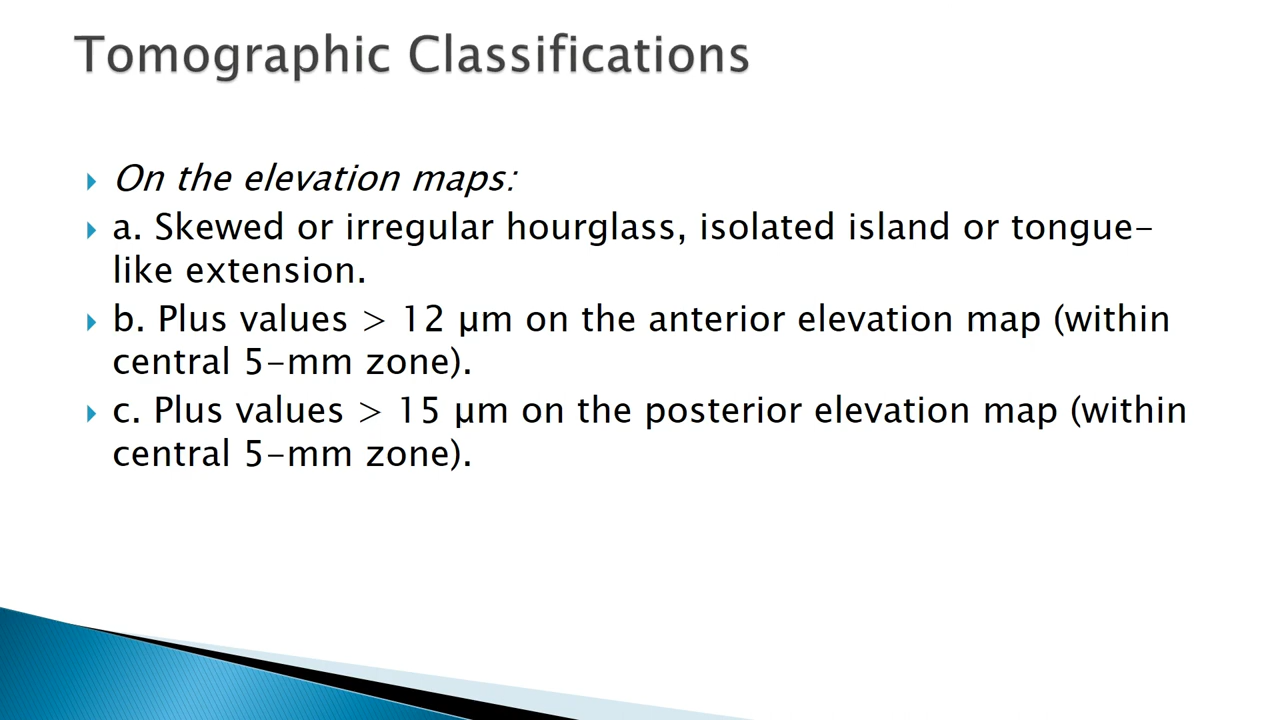 Tomographic Classifications
On the elevation maps:
a. Skewed or irregular hourglass, isolated island or tongue-
like extension.
b. Plus values > 12 µm on the anterior elevation map (within
central 5-mm zone).
c. Plus values > 15 µm on the posterior elevation map (within
central 5-mm zone).